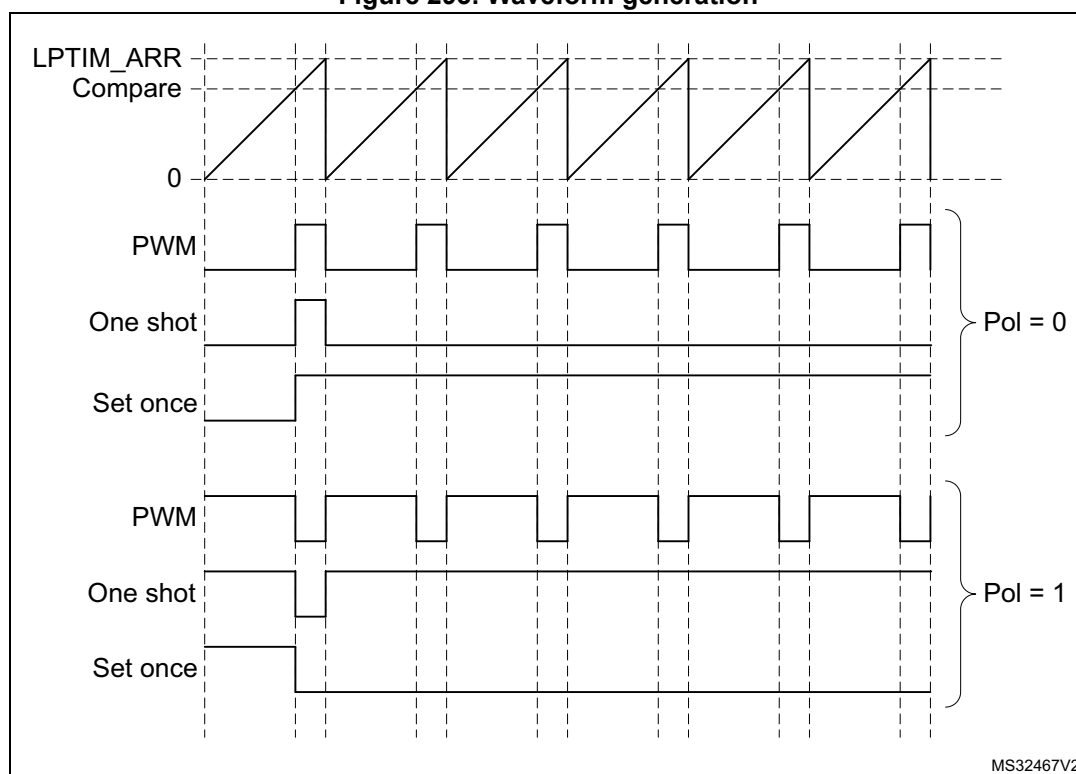 Figure 293. Waveform generation
LPTIM_ARR
Compare
0
PWM
One shot
Set once
Pol = 0
PWM
One shot
Set once
Pol = 1
MS32467V2